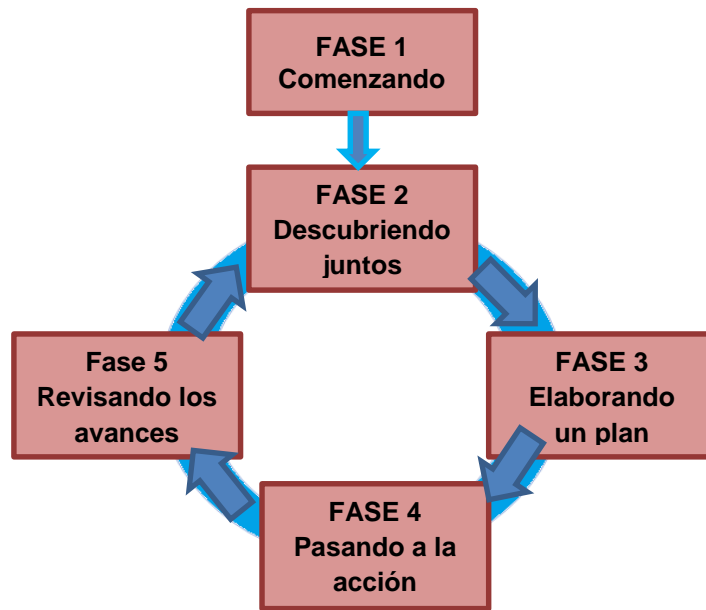 FASE 1
Comenzando
FASE 2
Descubriendo
juntos
Fase 5
Revisando los
avances
FASE 3
Elaborando
un plan
FASE 4
Pasando a la
acción